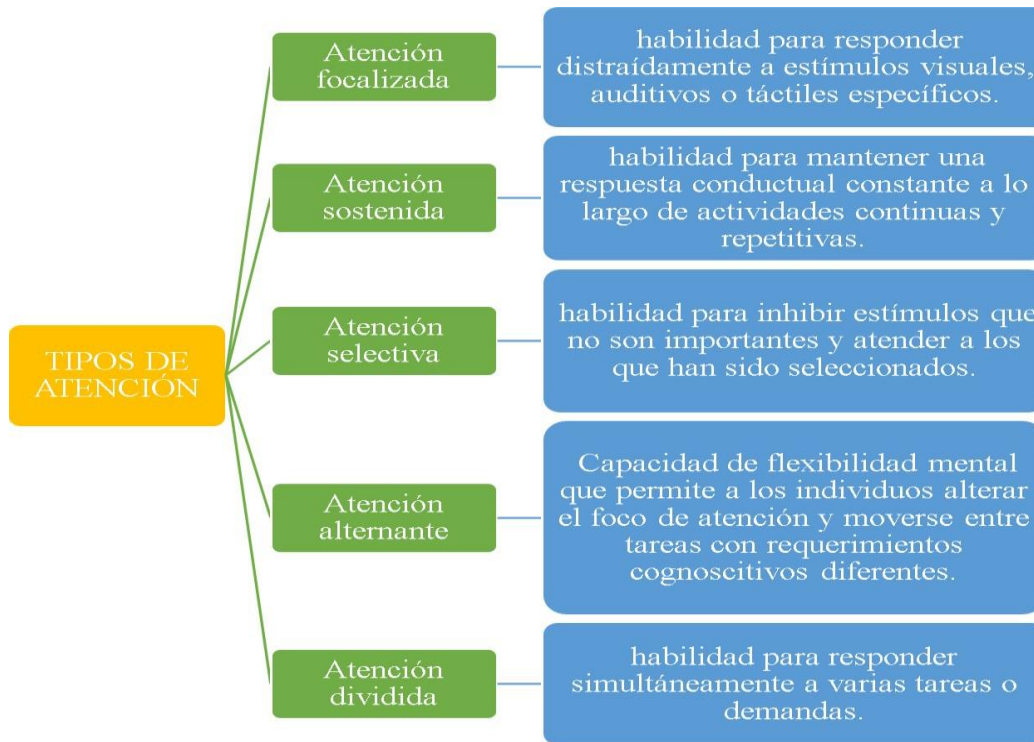 TIPOS DE
ATENCIÓN
Atención
focalizada
habilidad para responder
distraídamente a estímulos visuales,
auditivos o táctiles específicos.
Atención
sostenida
habilidad para mantener una
respuesta conductual constante a lo
largo de actividades continuas y
repetitivas.
Atención
selectiva
habilidad para inhibir estímulos que
no son importantes y atender a los
que han sido seleccionados.
Atención
alternante
Capacidad de flexibilidad mental
que permite a los individuos alterar
el foco de atención y moverse entre
tareas con requerimientos
cognoscitivos diferentes.
Atención
dividida
habilidad para responder
simultáneamente a varias tareas o
demandas.